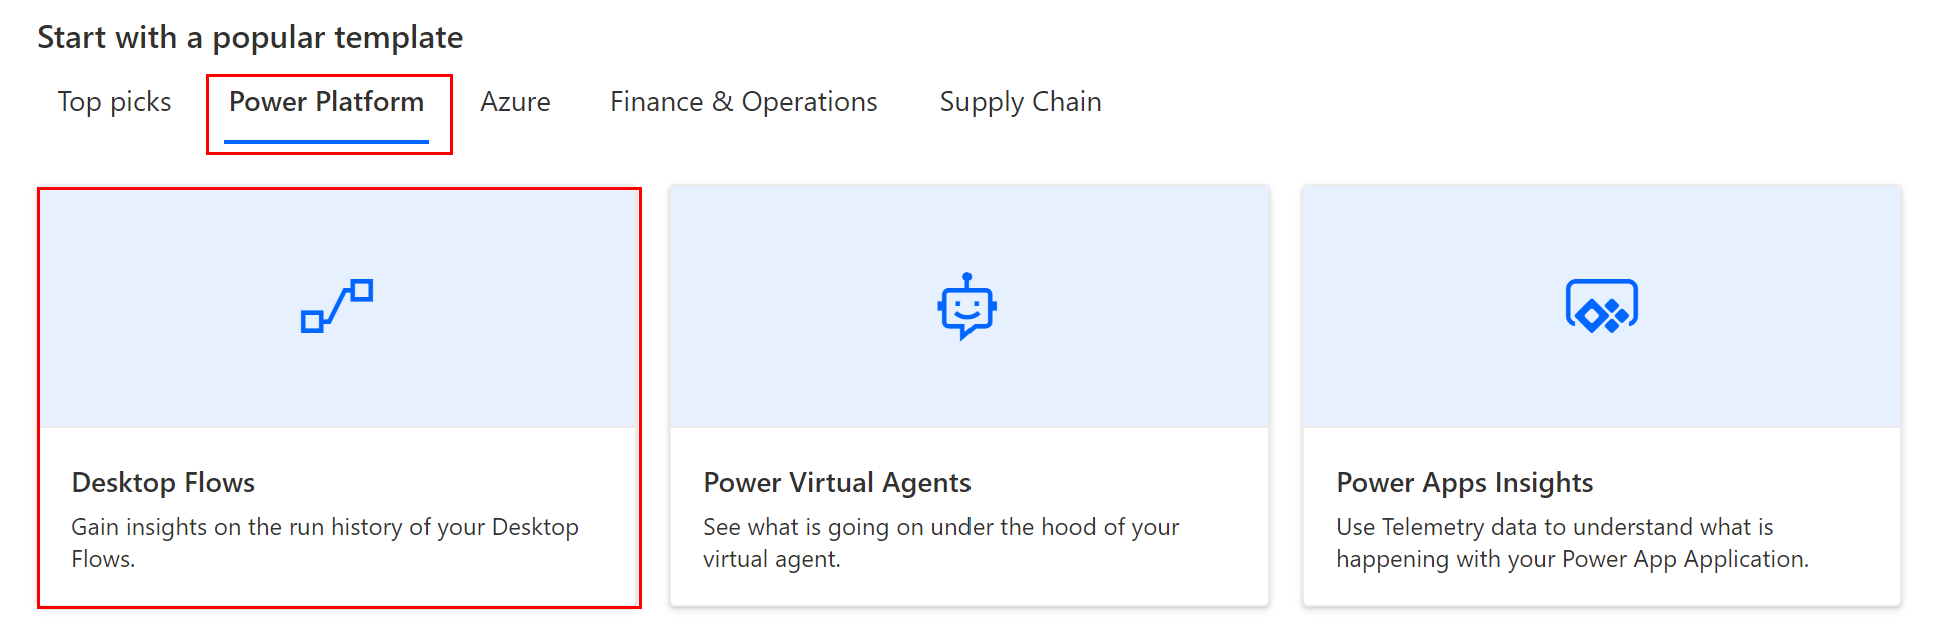 Start with a popular template
Top picks
Power Platform
Azure
Finance & Operations
Supply Chain
Desktop Flows
Gain insights on the run history of your Desktop
Flows.
Power Virtual Agents
See what is going on under the hood of your
virtual agent.
Power Apps Insights
Use Telemetry data to understand what is
happening with your Power App Application.